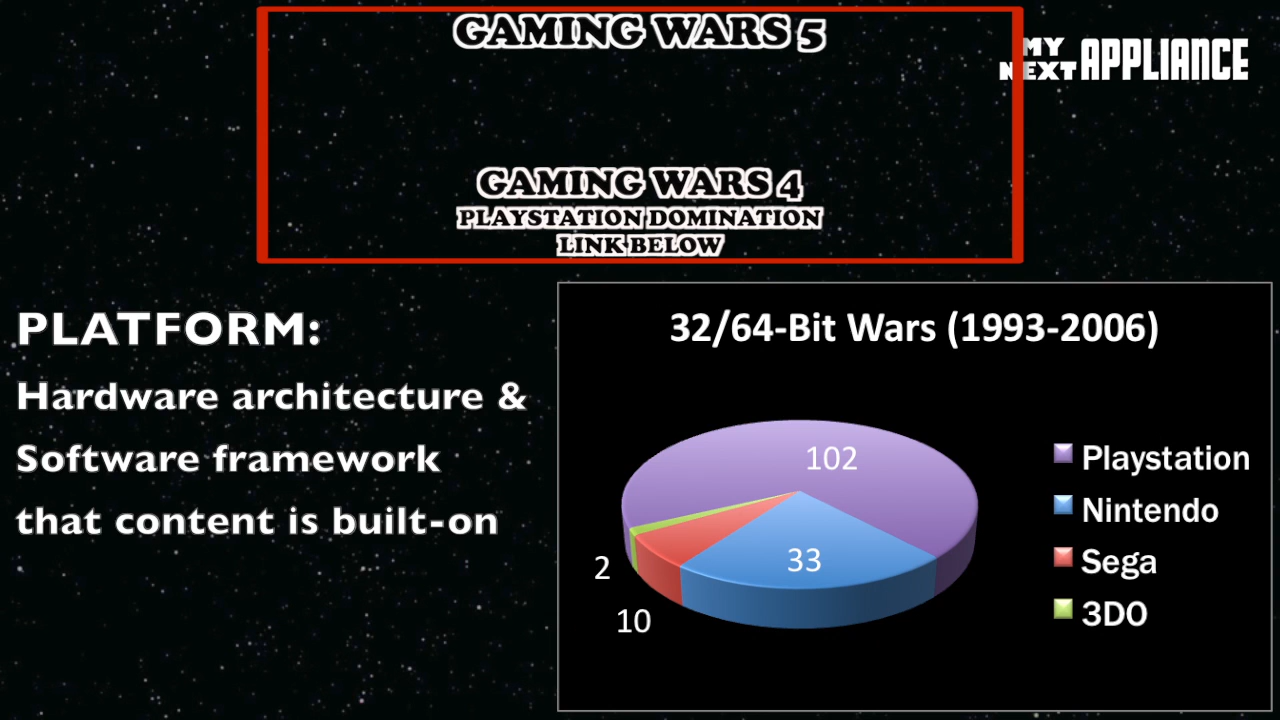 GAMING WARS 5
MY
NEXT APPLIANCE
GAMING WARS 4
PLAYSTATION DOMINATION
LINK BELOW
PLATFORM:
Hardware architecture &
Software framework
that content is built-on
32/64-Bit Wars (1993-2006)
102
33
2
10
Playstation
Nintendo
Sega
3DO